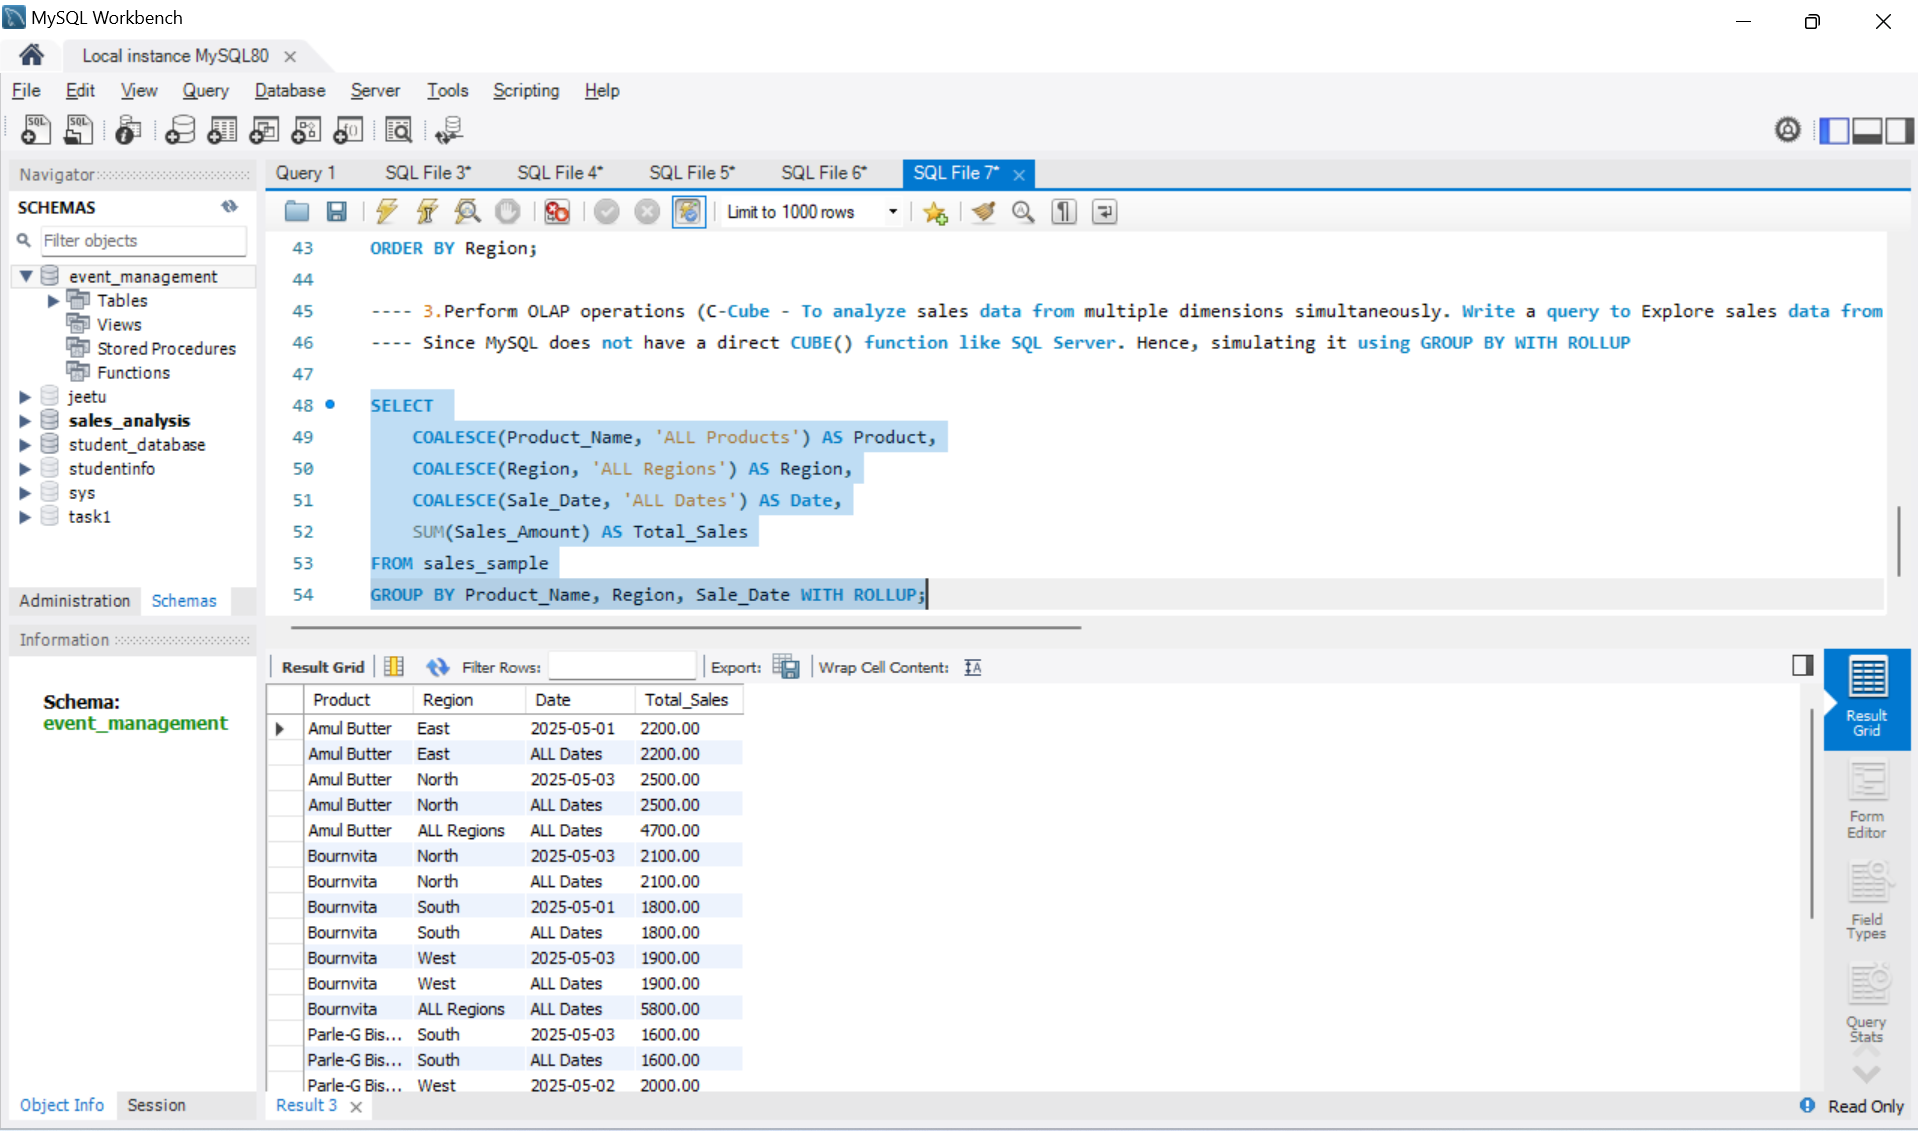 MySQL Workbench
Local instance MySQL80
File Edit View Query Database Server Tools Scripting Help
Navigator
SCHEMAS
Filter objects
event_management
Tables
Views
Stored Procedures
Functions
jeetu
sales_analysis
student_database
studentinfo
sys
task1
Administration Schemas
Information
Schema:
event_management
Object Info Session
Query 1 SQL File 3* SQL File 4* SQL File 5* SQL File 6* SQL File 7*
Limit to 1000 rows
43 ORDER BY Region;
44
45 ---- 3.Perform OLAP operations (C-Cube - To analyze sales data from multiple dimensions simultaneously. Write a query to Explore sales data from
46 ---- Since MySQL does not have a direct CUBE() function like SQL Server. Hence, simulating it using GROUP BY WITH ROLLUP
47
48 SELECT
49 COALESCE(Product_Name, 'ALL Products') AS Product,
50 COALESCE(Region, 'ALL Regions') AS Region,
51 COALESCE(Sale_Date, 'ALL Dates') AS Date,
52 SUM(Sales_Amount) AS Total_Sales
53 FROM sales_sample
54 GROUP BY Product_Name, Region, Sale_Date WITH ROLLUP;
Result Grid Filter Rows: Export: Wrap Cell Content:
Product Region Date Total_Sales
Amul Butter East 2025-05-01 2200.00
Amul Butter East ALL Dates 2200.00
Amul Butter North 2025-05-03 2500.00
Amul Butter North ALL Dates 2500.00
Amul Butter ALL Regions ALL Dates 4700.00
Bournvita North 2025-05-03 2100.00
Bournvita North ALL Dates 2100.00
Bournvita South 2025-05-01 1800.00
Bournvita South ALL Dates 1800.00
Bournvita West 2025-05-03 1900.00
Bournvita West ALL Dates 1900.00
Bournvita ALL Regions ALL Dates 5800.00
Parle-G Bis... South 2025-05-03 1600.00
Parle-G Bis... South ALL Dates 1600.00
Parle-G Bis... West 2025-05-02 2000.00
Result 3
Result
Grid
Form
Editor
Field
Types
Query
Stats
Read Only